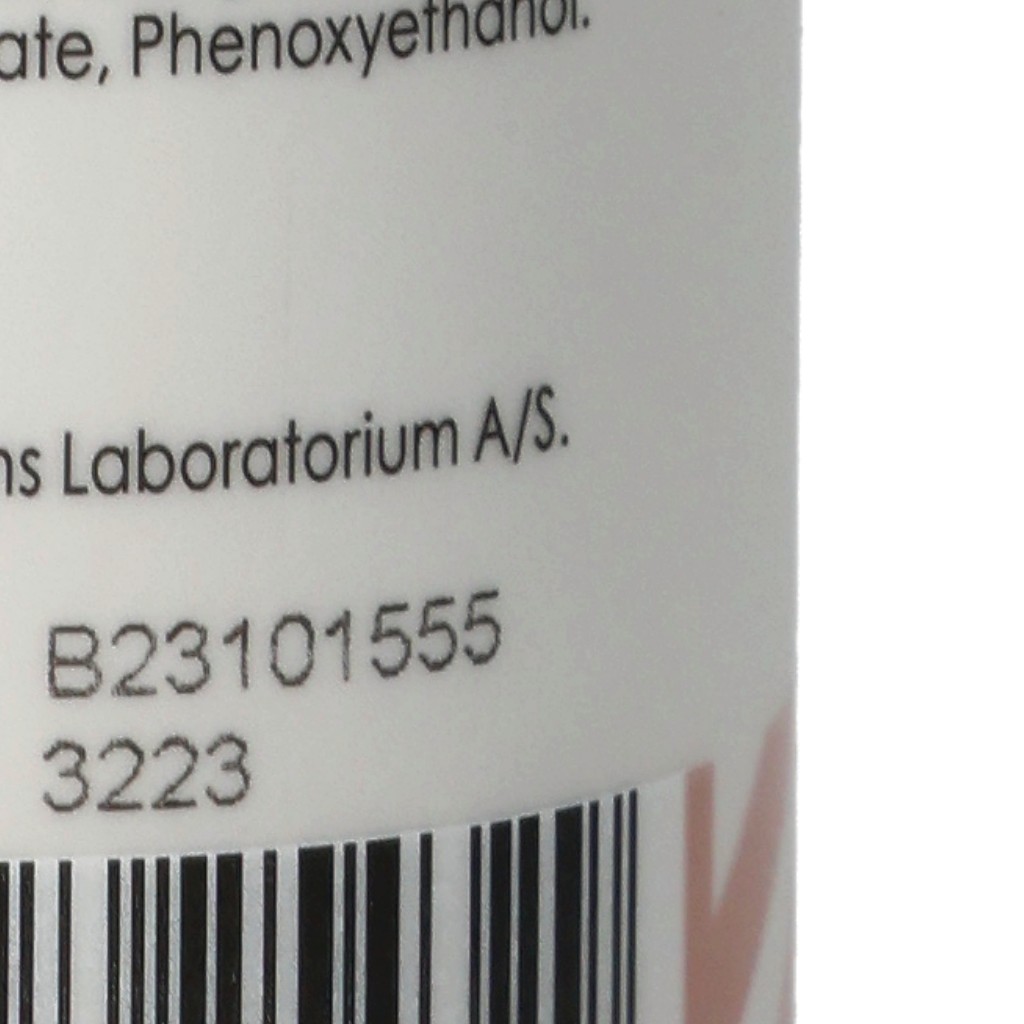 ate, Phenoxyethanol.
ns Laboratorium A/S.
B23101555
3223